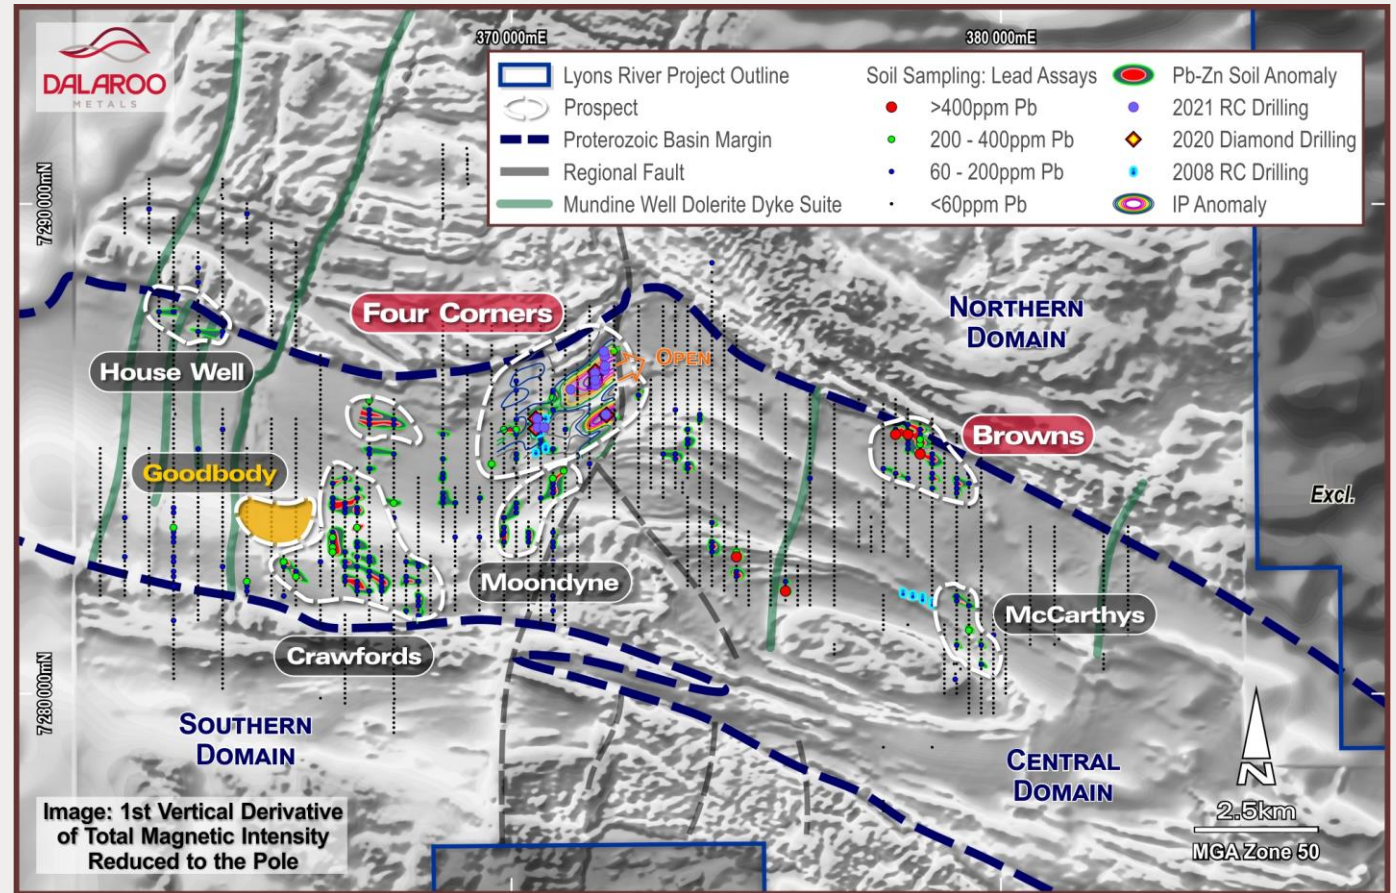 DALAROO
METALS
370 000mE
380 000mE
Lyons River Project Outline
Prospect
Proterozoic Basin Margin
Regional Fault
Mundine Well Dolerite Dyke Suite
Soil Sampling: Lead Assays
>400ppm Pb
200 - 400ppm Pb
60 - 200ppm Pb
<60ppm Pb
Pb-Zn Soil Anomaly
2021 RC Drilling
2020 Diamond Drilling
2008 RC Drilling
IP Anomaly
7290 000mN
Four Corners
NORTHERN
DOMAIN
House Well
OPEN
Browns
Goodbody
Excl.
Moondyne
McCarthys
Crawfords
7280 000mN
SOUTHERN
DOMAIN
CENTRAL
DOMAIN
N
2.5km
MGA Zone 50
Image: 1st Vertical Derivative
of Total Magnetic Intensity
Reduced to the Pole